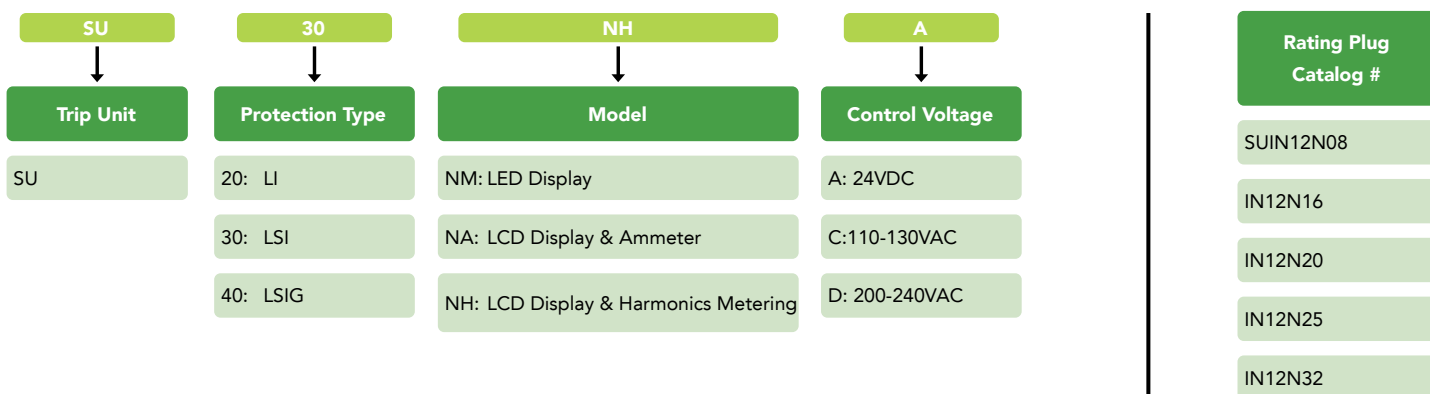 SU 30 NH A
Trip Unit Protection Type Model Control Voltage
SU 20: LI NM: LED Display A: 24VDC
30: LSI NA: LCD Display & Ammeter C:110-130VAC
40: LSIG NH: LCD Display & Harmonics Metering D: 200-240VAC
Rating Plug
Catalog #
SUIN12N08
IN12N16
IN12N20
IN12N25
IN12N32